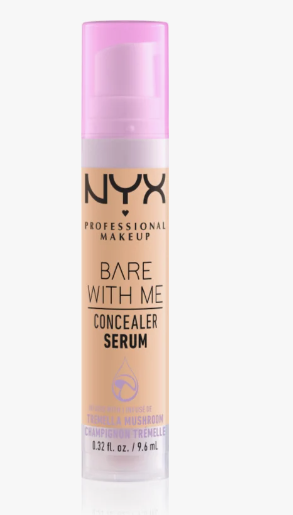 NYX
PROFESSIONAL
MAKEUP
BARE
WITH ME
CONCEALER
SERUM
TREMELLA MUSHROOM
CHAMPIGNON TRÉMELLE
0.32 fl. oz. / 9.6 mL